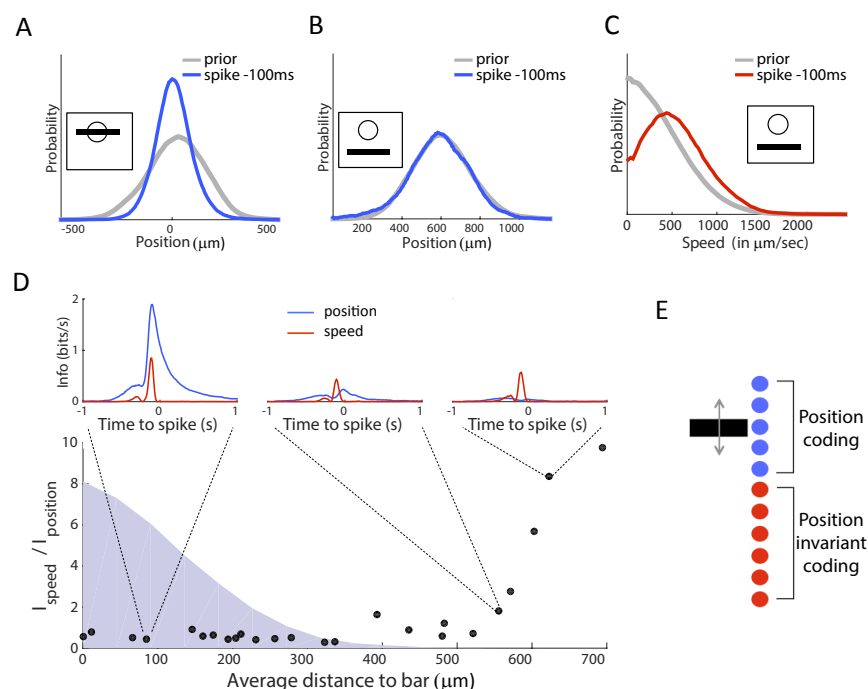 A
prior
spike -100ms
Probability
-500
0
500
Position (μm)
B
prior
spike -100ms
Probability
200
400
600
800
1000
Position (μm)
C
prior
spike -100ms
Probability
0
500
1000
1500
2000
Speed (in μm/sec)
D
position
speed
Info (bits/s)
2
1
0
-1
0
1
Time to spike (s)
-1
0
1
Time to spike (s)
-1
0
1
Time to spike (s)
I speed / I position
10
8
6
4
2
0
0
100
200
300
400
500
600
700
Average distance to bar (μm)
E
Position
coding
Position
invariant
coding